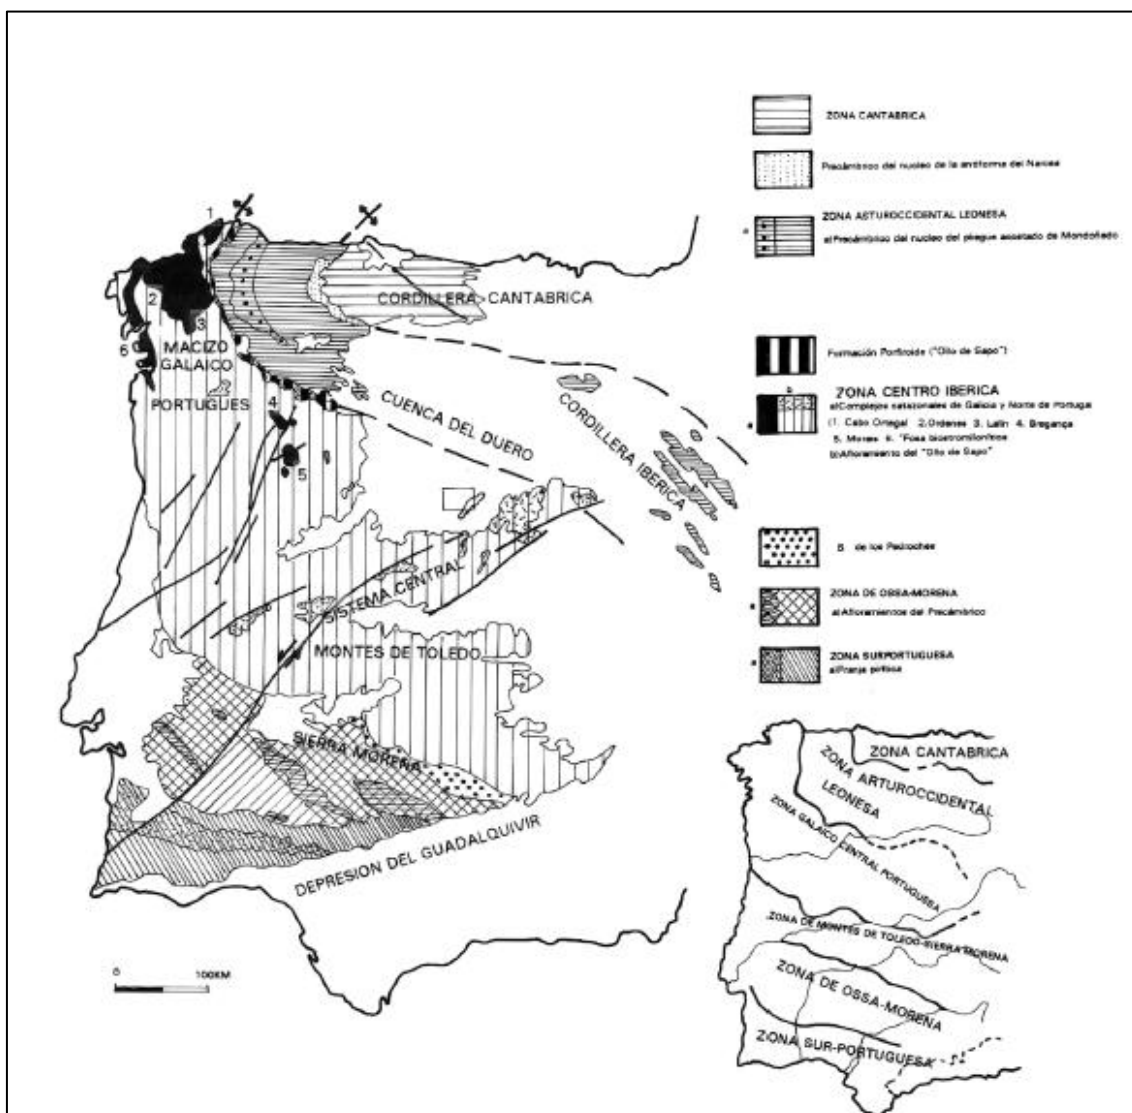 ZONA CANTABRICA
Precámbrico del nucleo de la antiforma del Narcea
a
ZONA ASTUROCCIDENTAL LEONESA
a)Precámbrico del nucleo del pliegue acostado de Mondoñedo
Formación Porfiroide ("Ollo de Sapo")
b
a
ZONA CENTRO IBERICA
a)Complejos catazonales de Galicia y Norte de Portugal
(1. Cabo Ortegal 2.Ordenes 3. Lalín 4. Bregança
5. Morais 6. "Fosa blastomilonítica
b)Afloramiento del "Ollo de Sapo"
B de los Pedroches
a
ZONA DE OSSA-MORENA
a)Afloramientos del Precámbrico
a
ZONA SURPORTUGUESA
a)Franja pirítica
1
2
3
6
4
5
CORDILLERA CANTABRICA
MACIZO
GALAICO
PORTUGUES
CUENCA DEL DUERO
CORDILLERA IBERICA
SISTEMA CENTRAL
MONTES DE TOLEDO
SIERRA MORENA
DEPRESION DEL GUADALQUIVIR
0 100KM
ZONA CANTABRICA
ZONA ARTUROCCIDENTAL
LEONESA
ZONA GALAICO CENTRAL PORTUGUESA
ZONA DE MONTES DE TOLEDO-SIERRA MORENA
ZONA DE OSSA-MORENA
ZONA SUR-PORTUGUESA